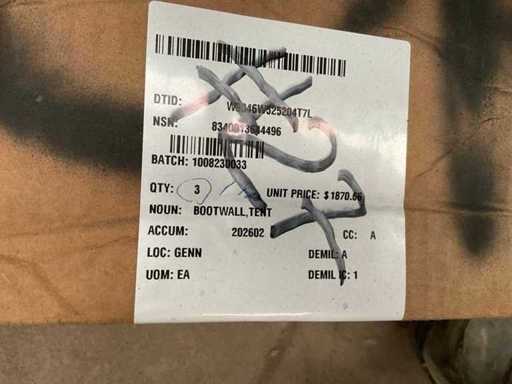 DTID:
NSN:
BATCH: 1008230033
QTY: 3 UNIT PRICE: $ 1870.66
NOUN: BOOTWALL,TENT
ACCUM: 202602 CC: A
LOC: GENN DEMIL: A
UOM: EA DEMIL IC: 1